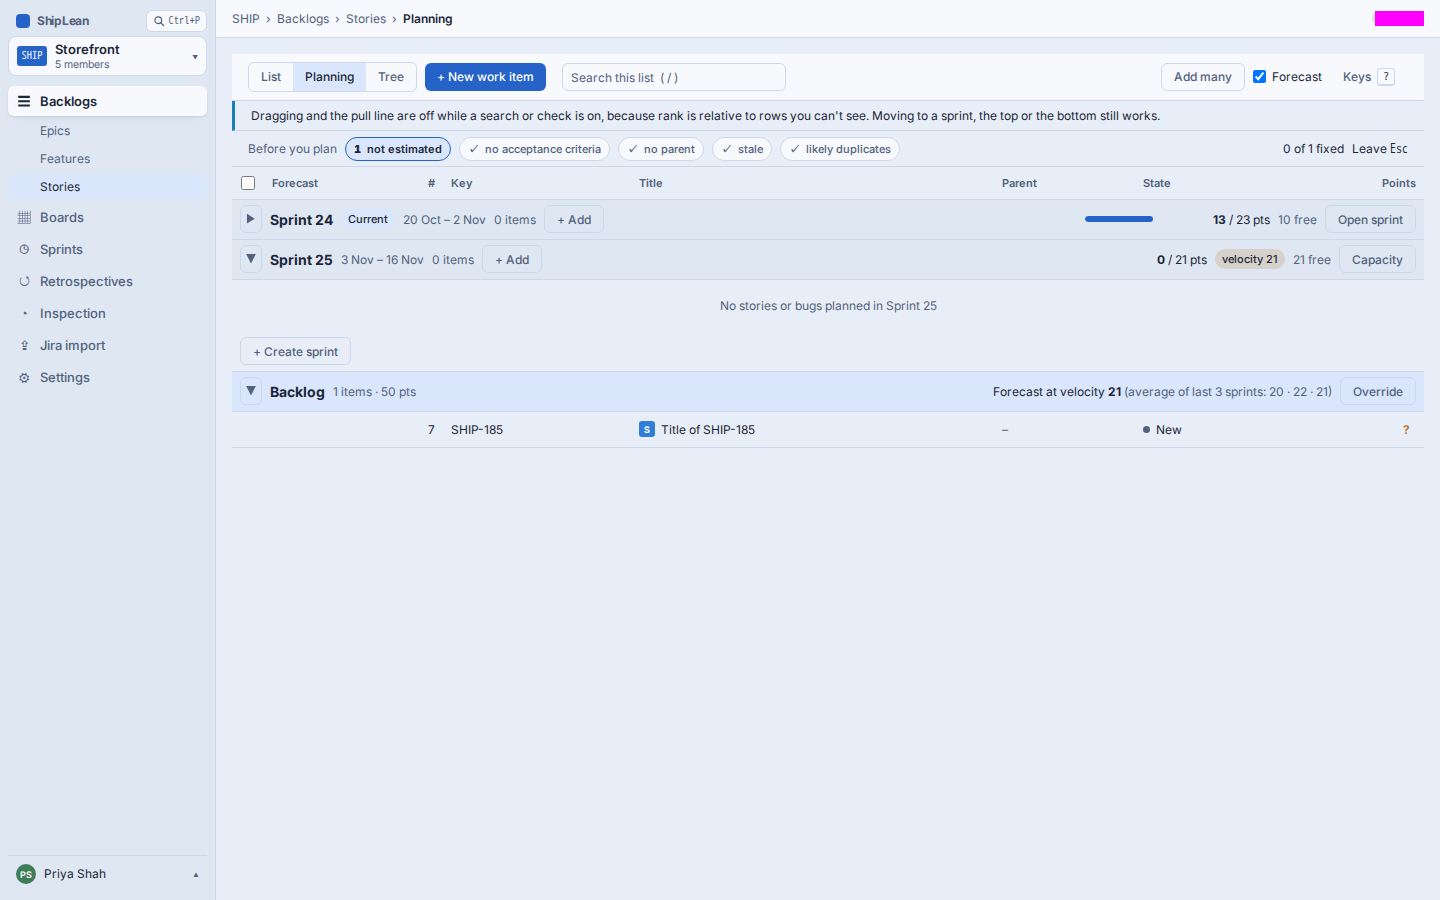 ShipLean Ctrl+P
SHIP Storefront
5 members
Backlogs
Epics
Features
Stories
Boards
Sprints
Retrospectives
Inspection
Jira import
Settings
PS Priya Shah
SHIP › Backlogs › Stories › Planning
List Planning Tree + New work item Search this list ( / ) Add many Forecast Keys ?
Dragging and the pull line are off while a search or check is on, because rank is relative to rows you can't see. Moving to a sprint, the top or the bottom still works.
Before you plan 1 not estimated ✓ no acceptance criteria ✓ no parent ✓ stale ✓ likely duplicates 0 of 1 fixed Leave Esc
Forecast # Key Title Parent State Points
Sprint 24 Current 20 Oct – 2 Nov 0 items + Add 13 / 23 pts 10 free Open sprint
Sprint 25 3 Nov – 16 Nov 0 items + Add 0 / 21 pts velocity 21 21 free Capacity
No stories or bugs planned in Sprint 25
+ Create sprint
Backlog 1 items · 50 pts Forecast at velocity 21 (average of last 3 sprints: 20 · 22 · 21) Override
7 SHIP-185 S Title of SHIP-185 – New ?